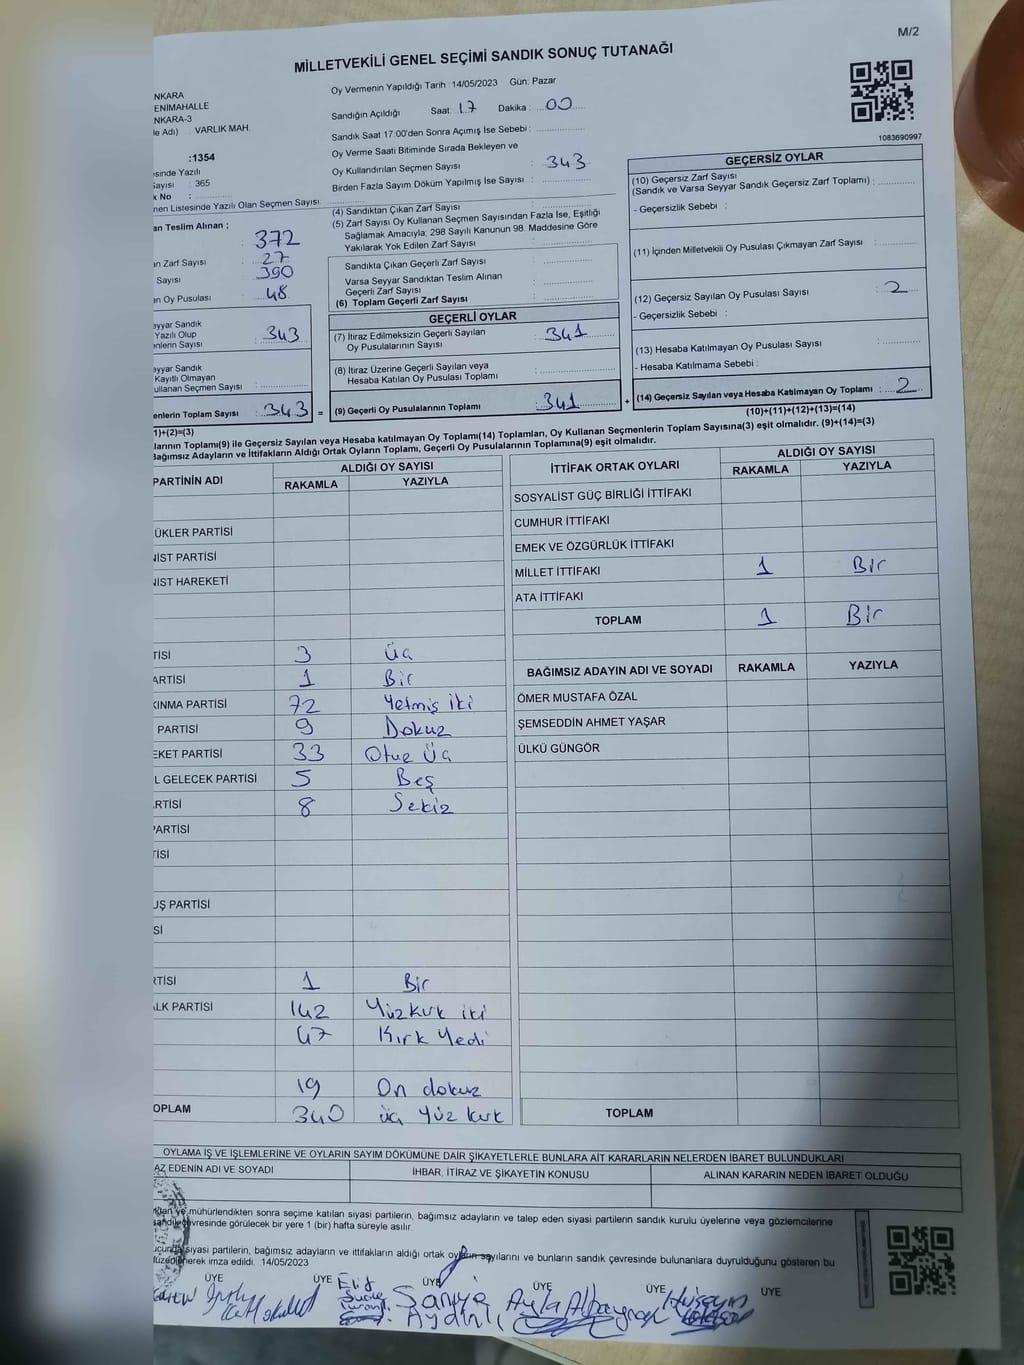 M/2
MİLLETVEKİLİ GENEL SEÇİMİ SANDIK SONUÇ TUTANAĞI
NKARA
ENİMAHALLE
NKARA-3
le Adı) : VARLIK MAH.
:1354
esinde Yazılı
Sayısı : 365
k No :
nen Listesinde Yazılı Olan Seçmen Sayısı
Oy Vermenin Yapıldığı Tarih : 14/05/2023 Gün: Pazar
Sandığın Açıldığı Saat: 17 Dakika : 00
Sandık Saat 17:00'den Sonra Açımış İse Sebebi :
Oy Verme Saati Bitiminde Sırada Bekleyen ve
Oy Kullandırılan Seçmen Sayısı : 343
Birden Fazla Sayım Döküm Yapılmış İse Sayısı :
1083690997
an Teslim Alınan ; 372
ın Zarf Sayısı 27
Sayısı 390
ın Oy Pusulası 48
eyyar Sandık
Yazılı Olup
enlerin Sayısı 343
eyyar Sandık
Kayıtlı Olmayan
ullanan Seçmen Sayısı :
enlerin Toplam Sayısı : 343 =
1)+(2)=(3)
(4) Sandıktan Çıkan Zarf Sayısı
(5) Zarf Sayısı Oy Kullanan Seçmen Sayısından Fazla İse, Eşitliği
Sağlamak Amacıyla; 298 Sayılı Kanunun 98. Maddesine Göre
Yakılarak Yok Edilen Zarf Sayısı
Sandıkta Çıkan Geçerli Zarf Sayısı
Varsa Seyyar Sandıktan Teslim Alınan
Geçerli Zarf Sayısı
(6) Toplam Geçerli Zarf Sayısı
GEÇERLİ OYLAR
(7) İtiraz Edilmeksizin Geçerli Sayılan
Oy Pusulalarının Sayısı : 341
(8) İtiraz Üzerine Geçerli Sayılan veya
Hesaba Katılan Oy Pusulası Toplamı
(9) Geçerli Oy Pusulalarının Toplamı : 341 +
GEÇERSİZ OYLAR
(10) Geçersiz Zarf Sayısı
(Sandık ve Varsa Seyyar Sandık Geçersiz Zarf Toplamı) :
- Geçersizlik Sebebi :
(11) İçinden Milletvekili Oy Pusulası Çıkmayan Zarf Sayısı :
(12) Geçersiz Sayılan Oy Pusulası Sayısı : 2
- Geçersizlik Sebebi :
(13) Hesaba Katılmayan Oy Pusulası Sayısı :
- Hesaba Katılmama Sebebi :
(14) Geçersiz Sayılan veya Hesaba Katılmayan Oy Toplamı : 2
(10)+(11)+(12)+(13)=(14)
larının Toplamı(9) ile Geçersiz Sayılan veya Hesaba katılmayan Oy Toplamı(14) Toplamları, Oy Kullanan Seçmenlerin Toplam Sayısına(3) eşit olmalıdır. (9)+(14)=(3)
Bağımsız Adayların ve İttifakların Aldığı Ortak Oyların Toplamı, Geçerli Oy Pusulalarının Toplamına(9) eşit olmalıdır.
PARTİNİN ADI ALDIĞI OY SAYISI
RAKAMLA YAZIYLA
ÜKLER PARTİSİ
NİST PARTİSİ
NİST HAREKETİ
TİSİ 3 Üç
ARTİSİ 1 Bir
KINMA PARTİSİ 72 Yetmiş iki
PARTİSİ 9 Dokuz
EKET PARTİSİ 33 Otuz Üç
L GELECEK PARTİSİ 5 Beş
ARTİSİ 8 Sekiz
PARTİSİ
TİSİ
UŞ PARTİSİ
Sİ
RTİSİ 1 Bir
ALK PARTİSİ 142 Yüzkırk iki
47 Kırk Yedi
19 On dokuz
OPLAM 340 üç Yüz kırk
İTTİFAK ORTAK OYLARI ALDIĞI OY SAYISI
RAKAMLA YAZIYLA
SOSYALİST GÜÇ BİRLİĞİ İTTİFAKI
CUMHUR İTTİFAKI
EMEK VE ÖZGÜRLÜK İTTİFAKI
MİLLET İTTİFAKI 1 Bir
ATA İTTİFAKI
TOPLAM 1 Bir
BAĞIMSIZ ADAYIN ADI VE SOYADI RAKAMLA YAZIYLA
ÖMER MUSTAFA ÖZAL
ŞEMSEDDİN AHMET YAŞAR
ÜLKÜ GÜNGÖR
TOPLAM
OYLAMA İŞ VE İŞLEMLERİNE VE OYLARIN SAYIM DÖKÜMÜNE DAİR ŞİKAYETLERLE BUNLARA AİT KARARLARIN NELERDEN İBARET BULUNDUKLARI
AZ EDENİN ADI VE SOYADI İHBAR, İTİRAZ VE ŞİKAYETİN KONUSU ALINAN KARARIN NEDEN İBARET OLDUĞU
mühürlendikten sonra seçime katılan siyasi partilerin, bağımsız adayların ve talep eden siyasi partilerin sandık kurulu üyelerine veya gözlemcilerine
çevresinde görülecek bir yere 1 (bir) hafta süreyle asılır.
siyasi partilerin, bağımsız adayların ve ittifakların aldığı ortak oyların sayılarını ve bunların sandık çevresinde bulunanlara duyrulduğunu gösteren bu
imza edildi. 14/05/2023
ÜYE ÜYE ÜYE ÜYE ÜYE ÜYE
Elif
Saniye Aydınlı
Ayla
Hüseyin